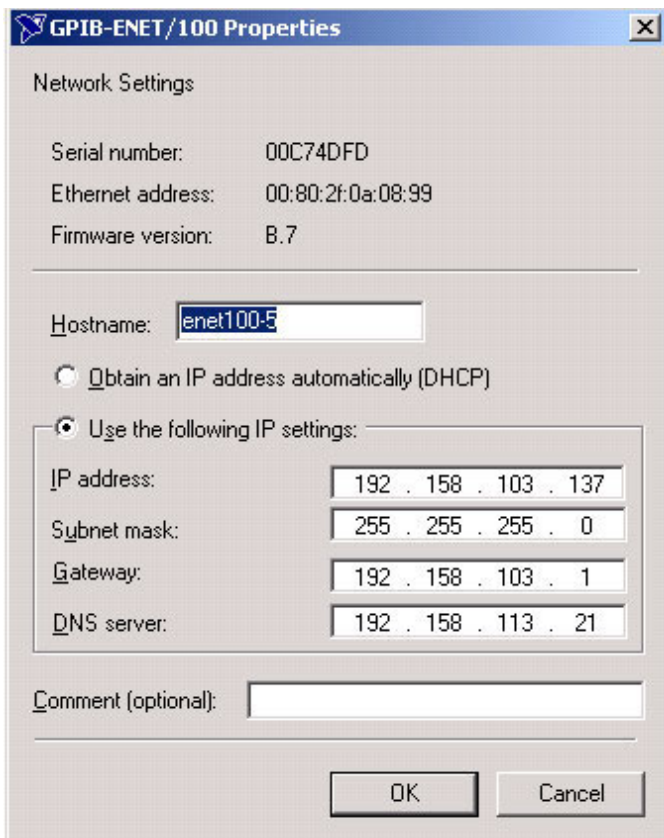 GPIB-ENET/100 Properties
Network Settings
Serial number: 00C74DFD
Ethernet address: 00:80:2f:0a:08:99
Firmware version: B.7
Hostname: enet100-5
Obtain an IP address automatically (DHCP)
Use the following IP settings:
IP address: 192 . 158 . 103 . 137
Subnet mask: 255 . 255 . 255 . 0
Gateway: 192 . 158 . 103 . 1
DNS server: 192 . 158 . 113 . 21
Comment (optional):
OK Cancel